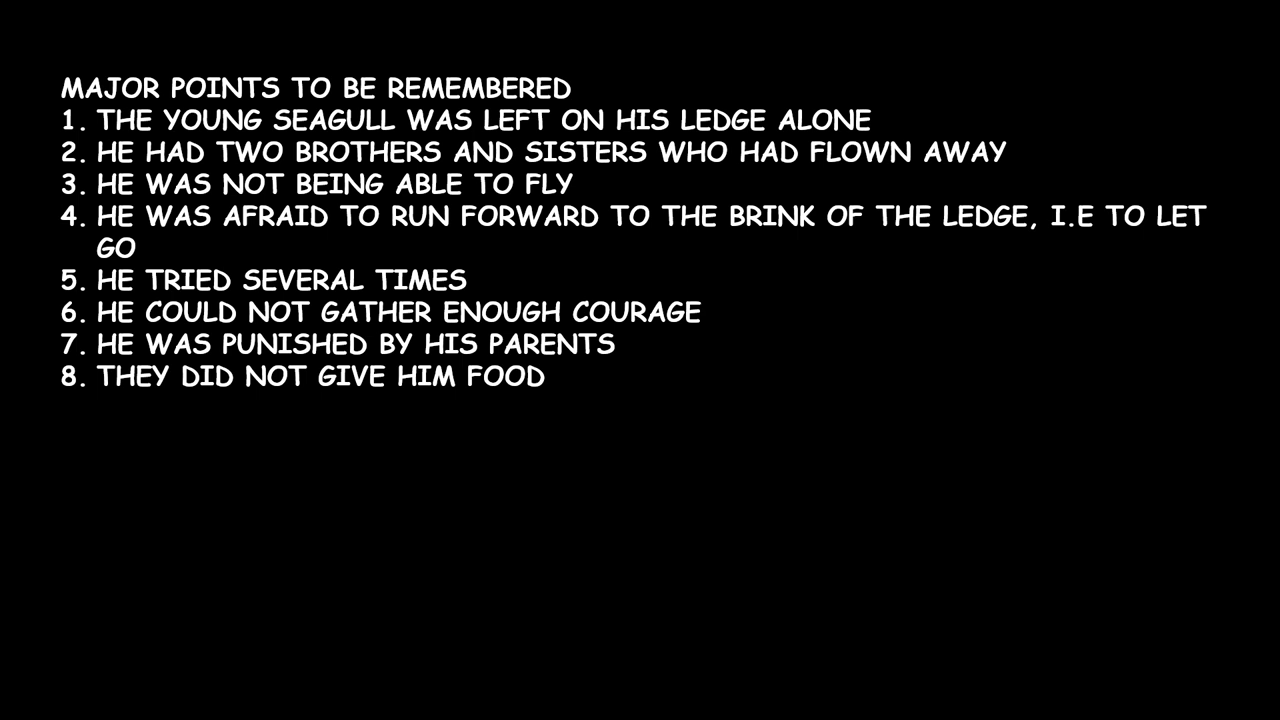 MAJOR POINTS TO BE REMEMBERED
1. THE YOUNG SEAGULL WAS LEFT ON HIS LEDGE ALONE
2. HE HAD TWO BROTHERS AND SISTERS WHO HAD FLOWN AWAY
3. HE WAS NOT BEING ABLE TO FLY
4. HE WAS AFRAID TO RUN FORWARD TO THE BRINK OF THE LEDGE, I.E TO LET
GO
5. HE TRIED SEVERAL TIMES
6. HE COULD NOT GATHER ENOUGH COURAGE
7. HE WAS PUNISHED BY HIS PARENTS
8. THEY DID NOT GIVE HIM FOOD